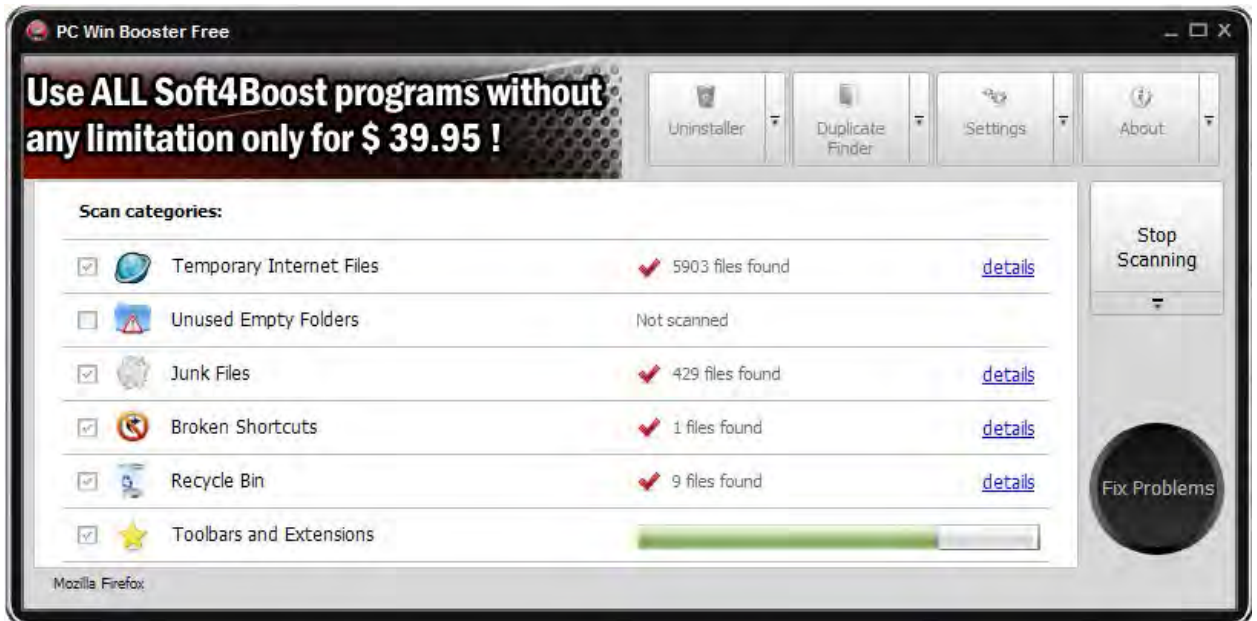 PC Win Booster Free
Use ALL Soft4Boost programs without
any limitation only for $ 39.95 !
Uninstaller
Duplicate
Finder
Settings
About
Scan categories:
Temporary Internet Files 5903 files found details
Unused Empty Folders Not scanned
Junk Files 429 files found details
Broken Shortcuts 1 files found details
Recycle Bin 9 files found details
Toolbars and Extensions
Stop
Scanning
Fix Problems
Mozilla Firefox